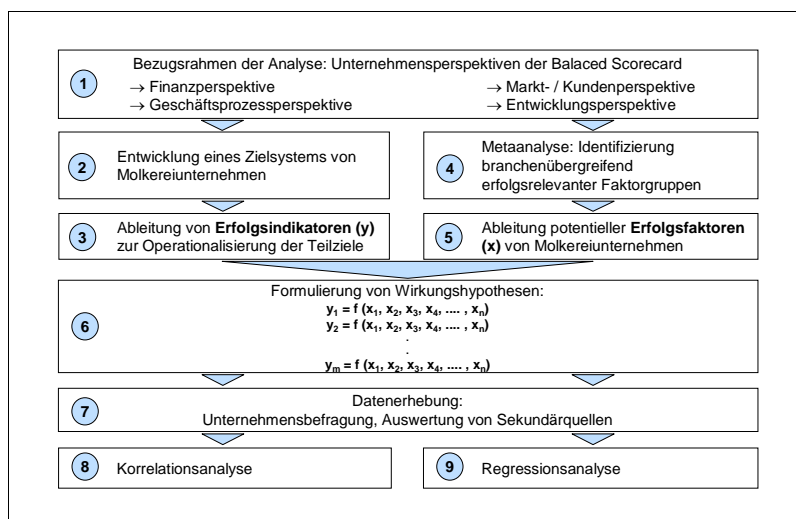 1
Bezugsrahmen der Analyse: Unternehmensperspektiven der Balaced Scorecard
→ Finanzperspektive
→ Geschäftsprozessperspektive
→ Markt- / Kundenperspektive
→ Entwicklungsperspektive
2
Entwicklung eines Zielsystems von
Molkereiunternehmen
4
Metaanalyse: Identifizierung
branchenübergreifend
erfolgsrelevanter Faktorgruppen
3
Ableitung von Erfolgsindikatoren (y)
zur Operationalisierung der Teilziele
5
Ableitung potentieller Erfolgsfaktoren
(x) von Molkereiunternehmen
6
Formulierung von Wirkungshypothesen:
y₁ = f (x₁, x₂, x₃, x₄, .... , xₙ)
y₂ = f (x₁, x₂, x₃, x₄, .... , xₙ)
.
.
yₘ = f (x₁, x₂, x₃, x₄, .... , xₙ)
7
Datenerhebung:
Unternehmensbefragung, Auswertung von Sekundärquellen
8
Korrelationsanalyse
9
Regressionsanalyse